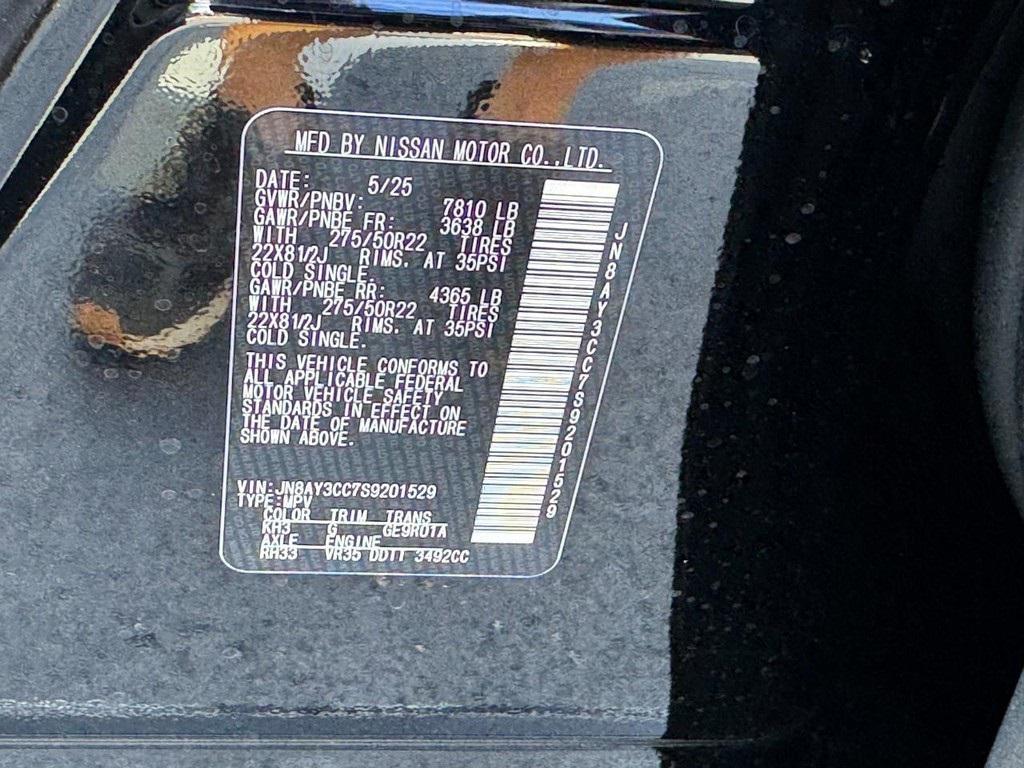 MFD BY NISSAN MOTOR CO.,LTD.
DATE: 5/25
GVWR/PNBV: 7810 LB
GAWR/PNBE FR: 3638 LB
WITH 275/50R22 TIRES
22X81/2J RIMS. AT 35PSI
COLD SINGLE.
GAWR/PNBE RR: 4365 LB
WITH 275/50R22 TIRES
22X81/2J RIMS. AT 35PSI
COLD SINGLE.
THIS VEHICLE CONFORMS TO
ALL APPLICABLE FEDERAL
MOTOR VEHICLE SAFETY
STANDARDS IN EFFECT ON
THE DATE OF MANUFACTURE
SHOWN ABOVE.
VIN:JN8AY3CC7S9201529
TYPE:MPV
COLOR TRIM TRANS
KH3 G GE9R01A
AXLE ENGINE
RH33 VR35 DDTT 3492CC
JN8AY3CC7S9201529